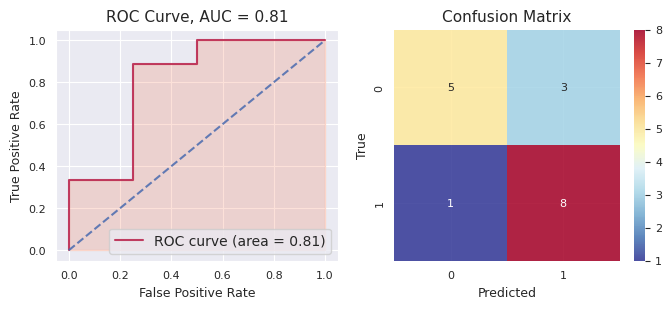 ROC Curve, AUC = 0.81
True Positive Rate
1.0
0.8
0.6
0.4
0.2
0.0
ROC curve (area = 0.81)
0.0 0.2 0.4 0.6 0.8 1.0
False Positive Rate
Confusion Matrix
True
0
1
5 3
1 8
0 1
Predicted
8
7
6
5
4
3
2
1